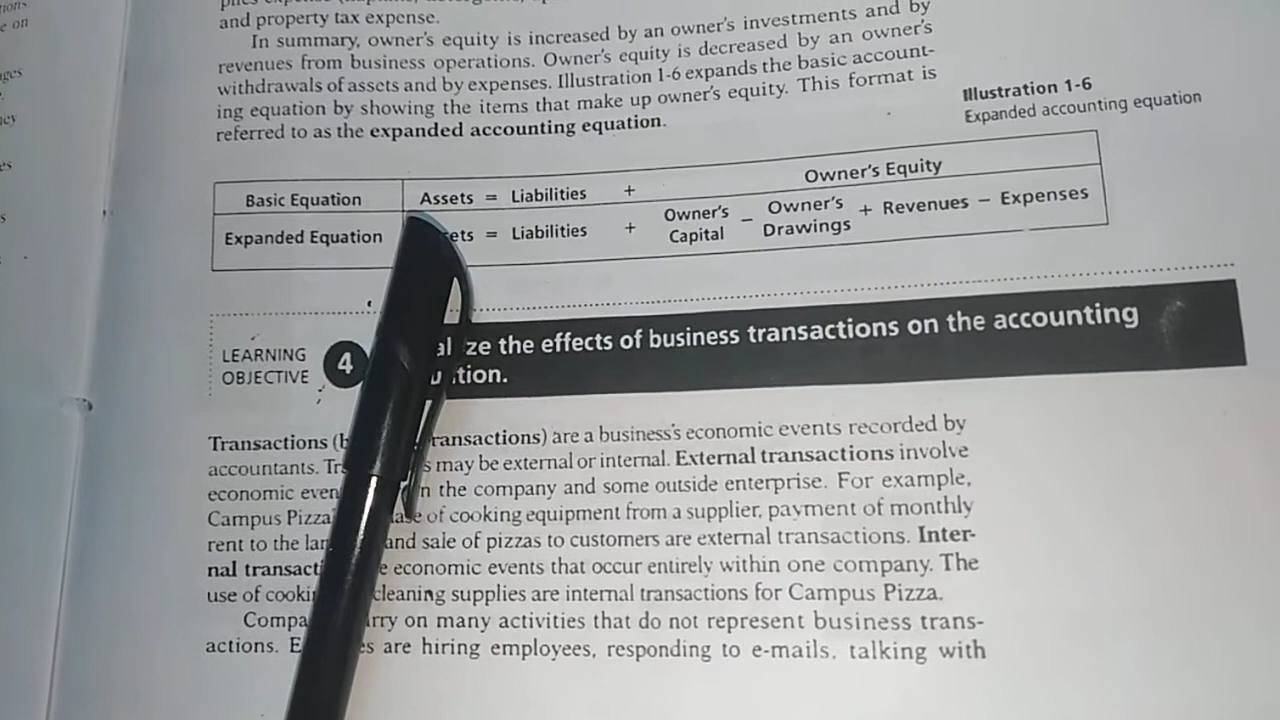 and property tax expense.
In summary, owner's equity is increased by an owner's investments and by
revenues from business operations. Owner's equity is decreased by an owner's
withdrawals of assets and by expenses. Illustration 1-6 expands the basic account-
ing equation by showing the items that make up owner's equity. This format is
referred to as the expanded accounting equation.
Illustration 1-6
Expanded accounting equation
Basic Equation Assets = Liabilities + Owner's Equity
Expanded Equation ets = Liabilities + Owner's Capital − Owner's Drawings + Revenues − Expenses
LEARNING
OBJECTIVE 4
al ze the effects of business transactions on the accounting
tion.
Transactions (b ransactions) are a business's economic events recorded by
accountants. Tr s may be external or internal. External transactions involve
economic even n the company and some outside enterprise. For example,
Campus Pizza ase of cooking equipment from a supplier, payment of monthly
rent to the lan and sale of pizzas to customers are external transactions. Inter-
nal transacti e economic events that occur entirely within one company. The
use of cooki cleaning supplies are internal transactions for Campus Pizza.
Compa rry on many activities that do not represent business trans-
actions. E es are hiring employees, responding to e-mails, talking with